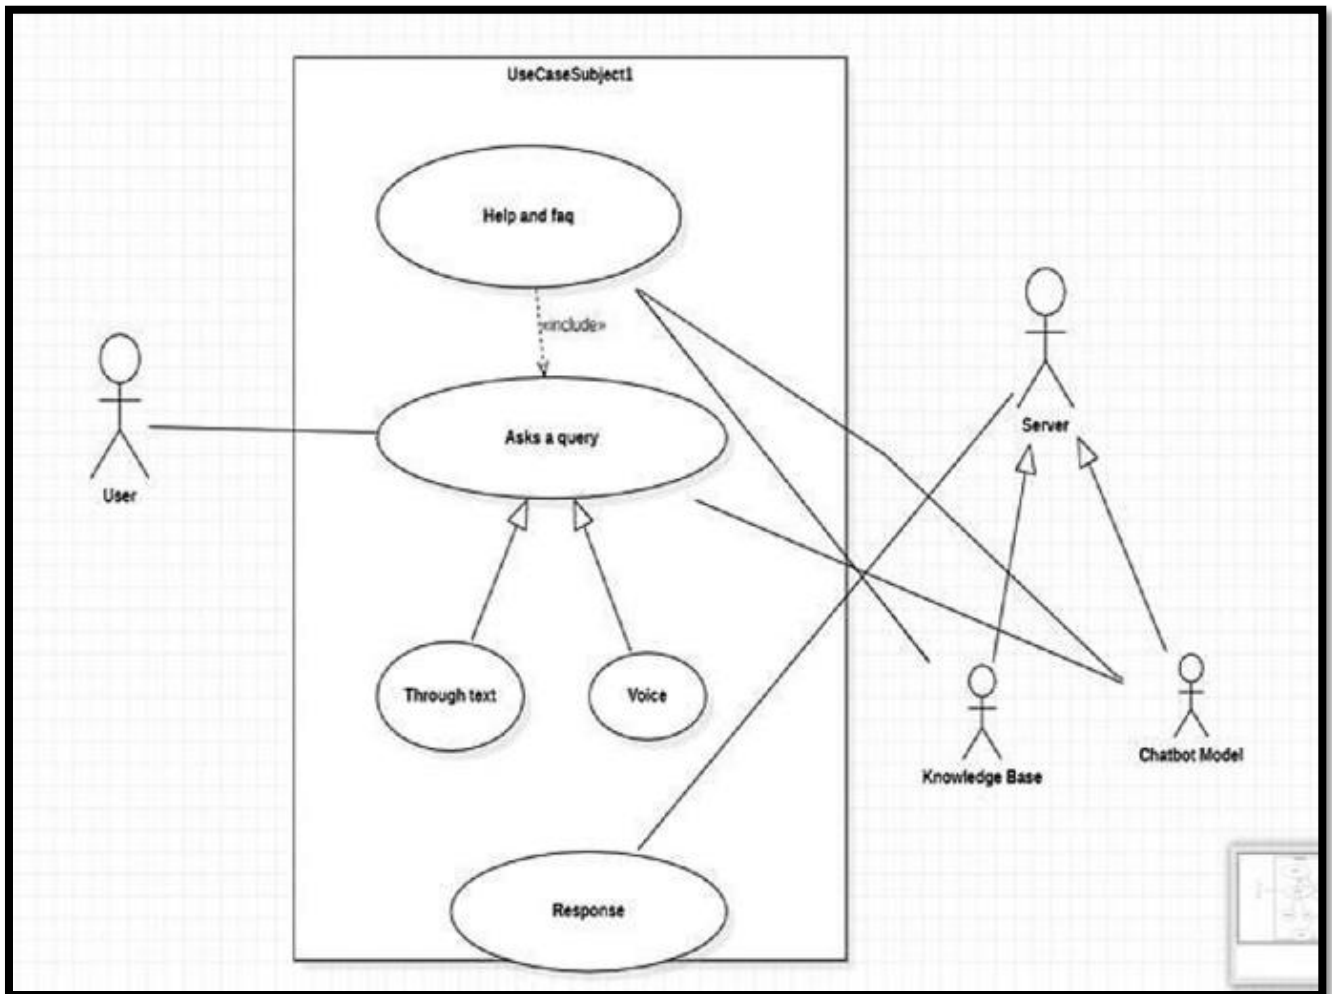 UseCaseSubject1
Help and faq
«include»
Asks a query
User
Server
Through text
Voice
Knowledge Base
Chatbot Model
Response